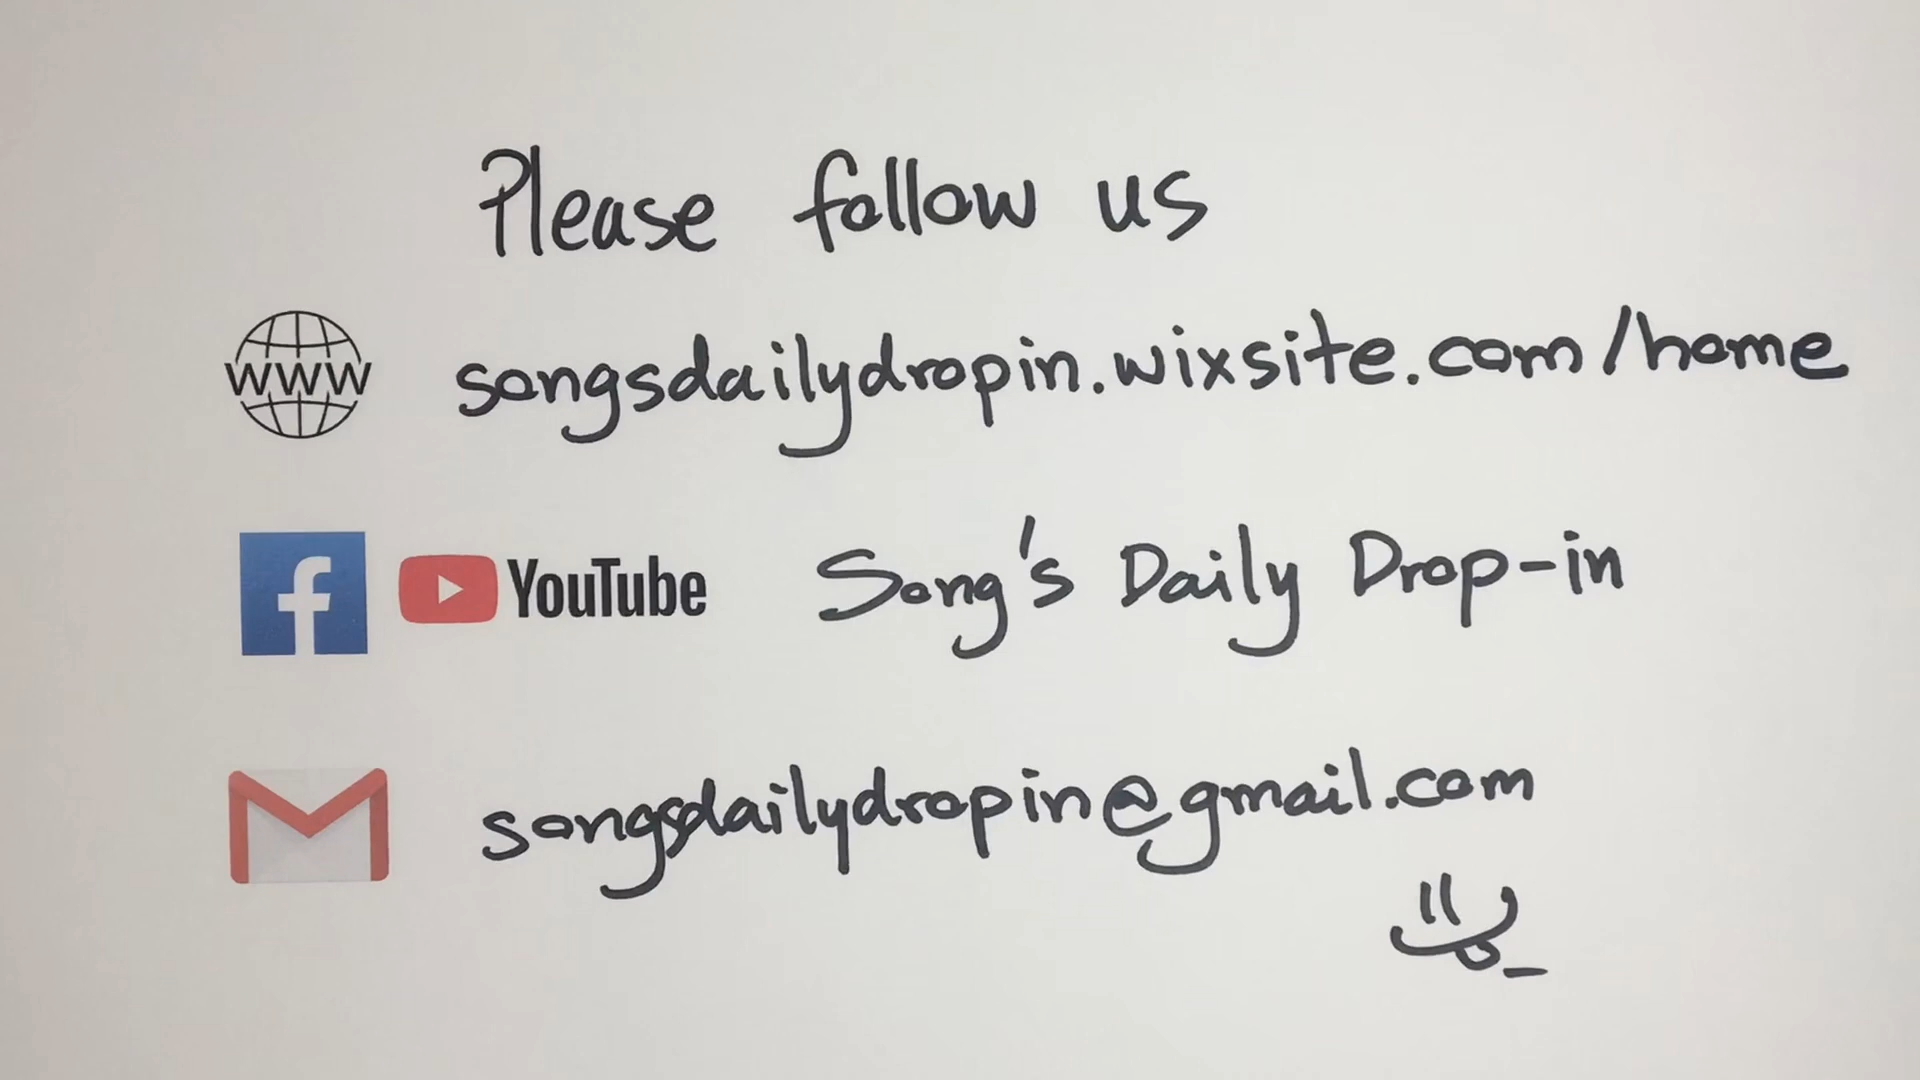 Please follow us
WWW songsdailydropin.wixsite.com/home
f YouTube Song's Daily Drop-in
songsdailydropin@gmail.com